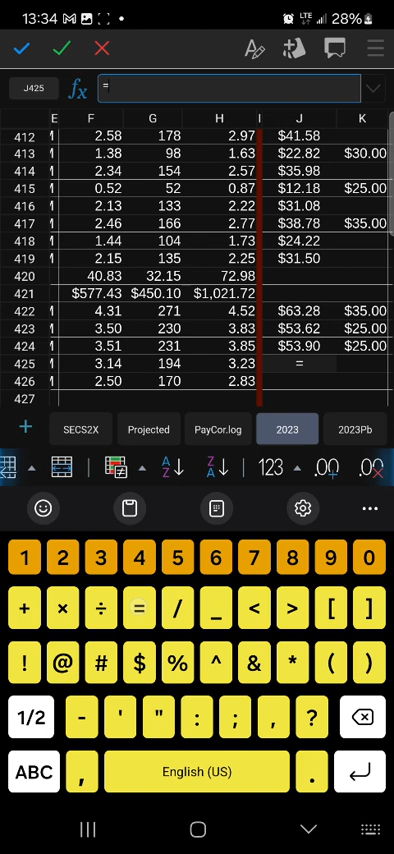 13:34 LTE 28%
J425 fx =
E F G H I J K
412 2.58 178 2.97 $41.58
413 1.38 98 1.63 $22.82 $30.00
414 2.34 154 2.57 $35.98
415 0.52 52 0.87 $12.18 $25.00
416 2.13 133 2.22 $31.08
417 2.46 166 2.77 $38.78 $35.00
418 1.44 104 1.73 $24.22
419 2.15 135 2.25 $31.50
420 40.83 32.15 72.98
421 $577.43 $450.10 $1,021.72
422 4.31 271 4.52 $63.28 $35.00
423 3.50 230 3.83 $53.62 $25.00
424 3.51 231 3.85 $53.90 $25.00
425 3.14 194 3.23 =
426 2.50 170 2.83
427
+ SECS2X Projected PayCor.log 2023 2023Pb
A Z Z A 123 .00 .00
1 2 3 4 5 6 7 8 9 0
+ × ÷ = / _ < > [ ]
! @ # $ % ^ & * ( )
1/2 - ' " : ; , ?
ABC , English (US) .